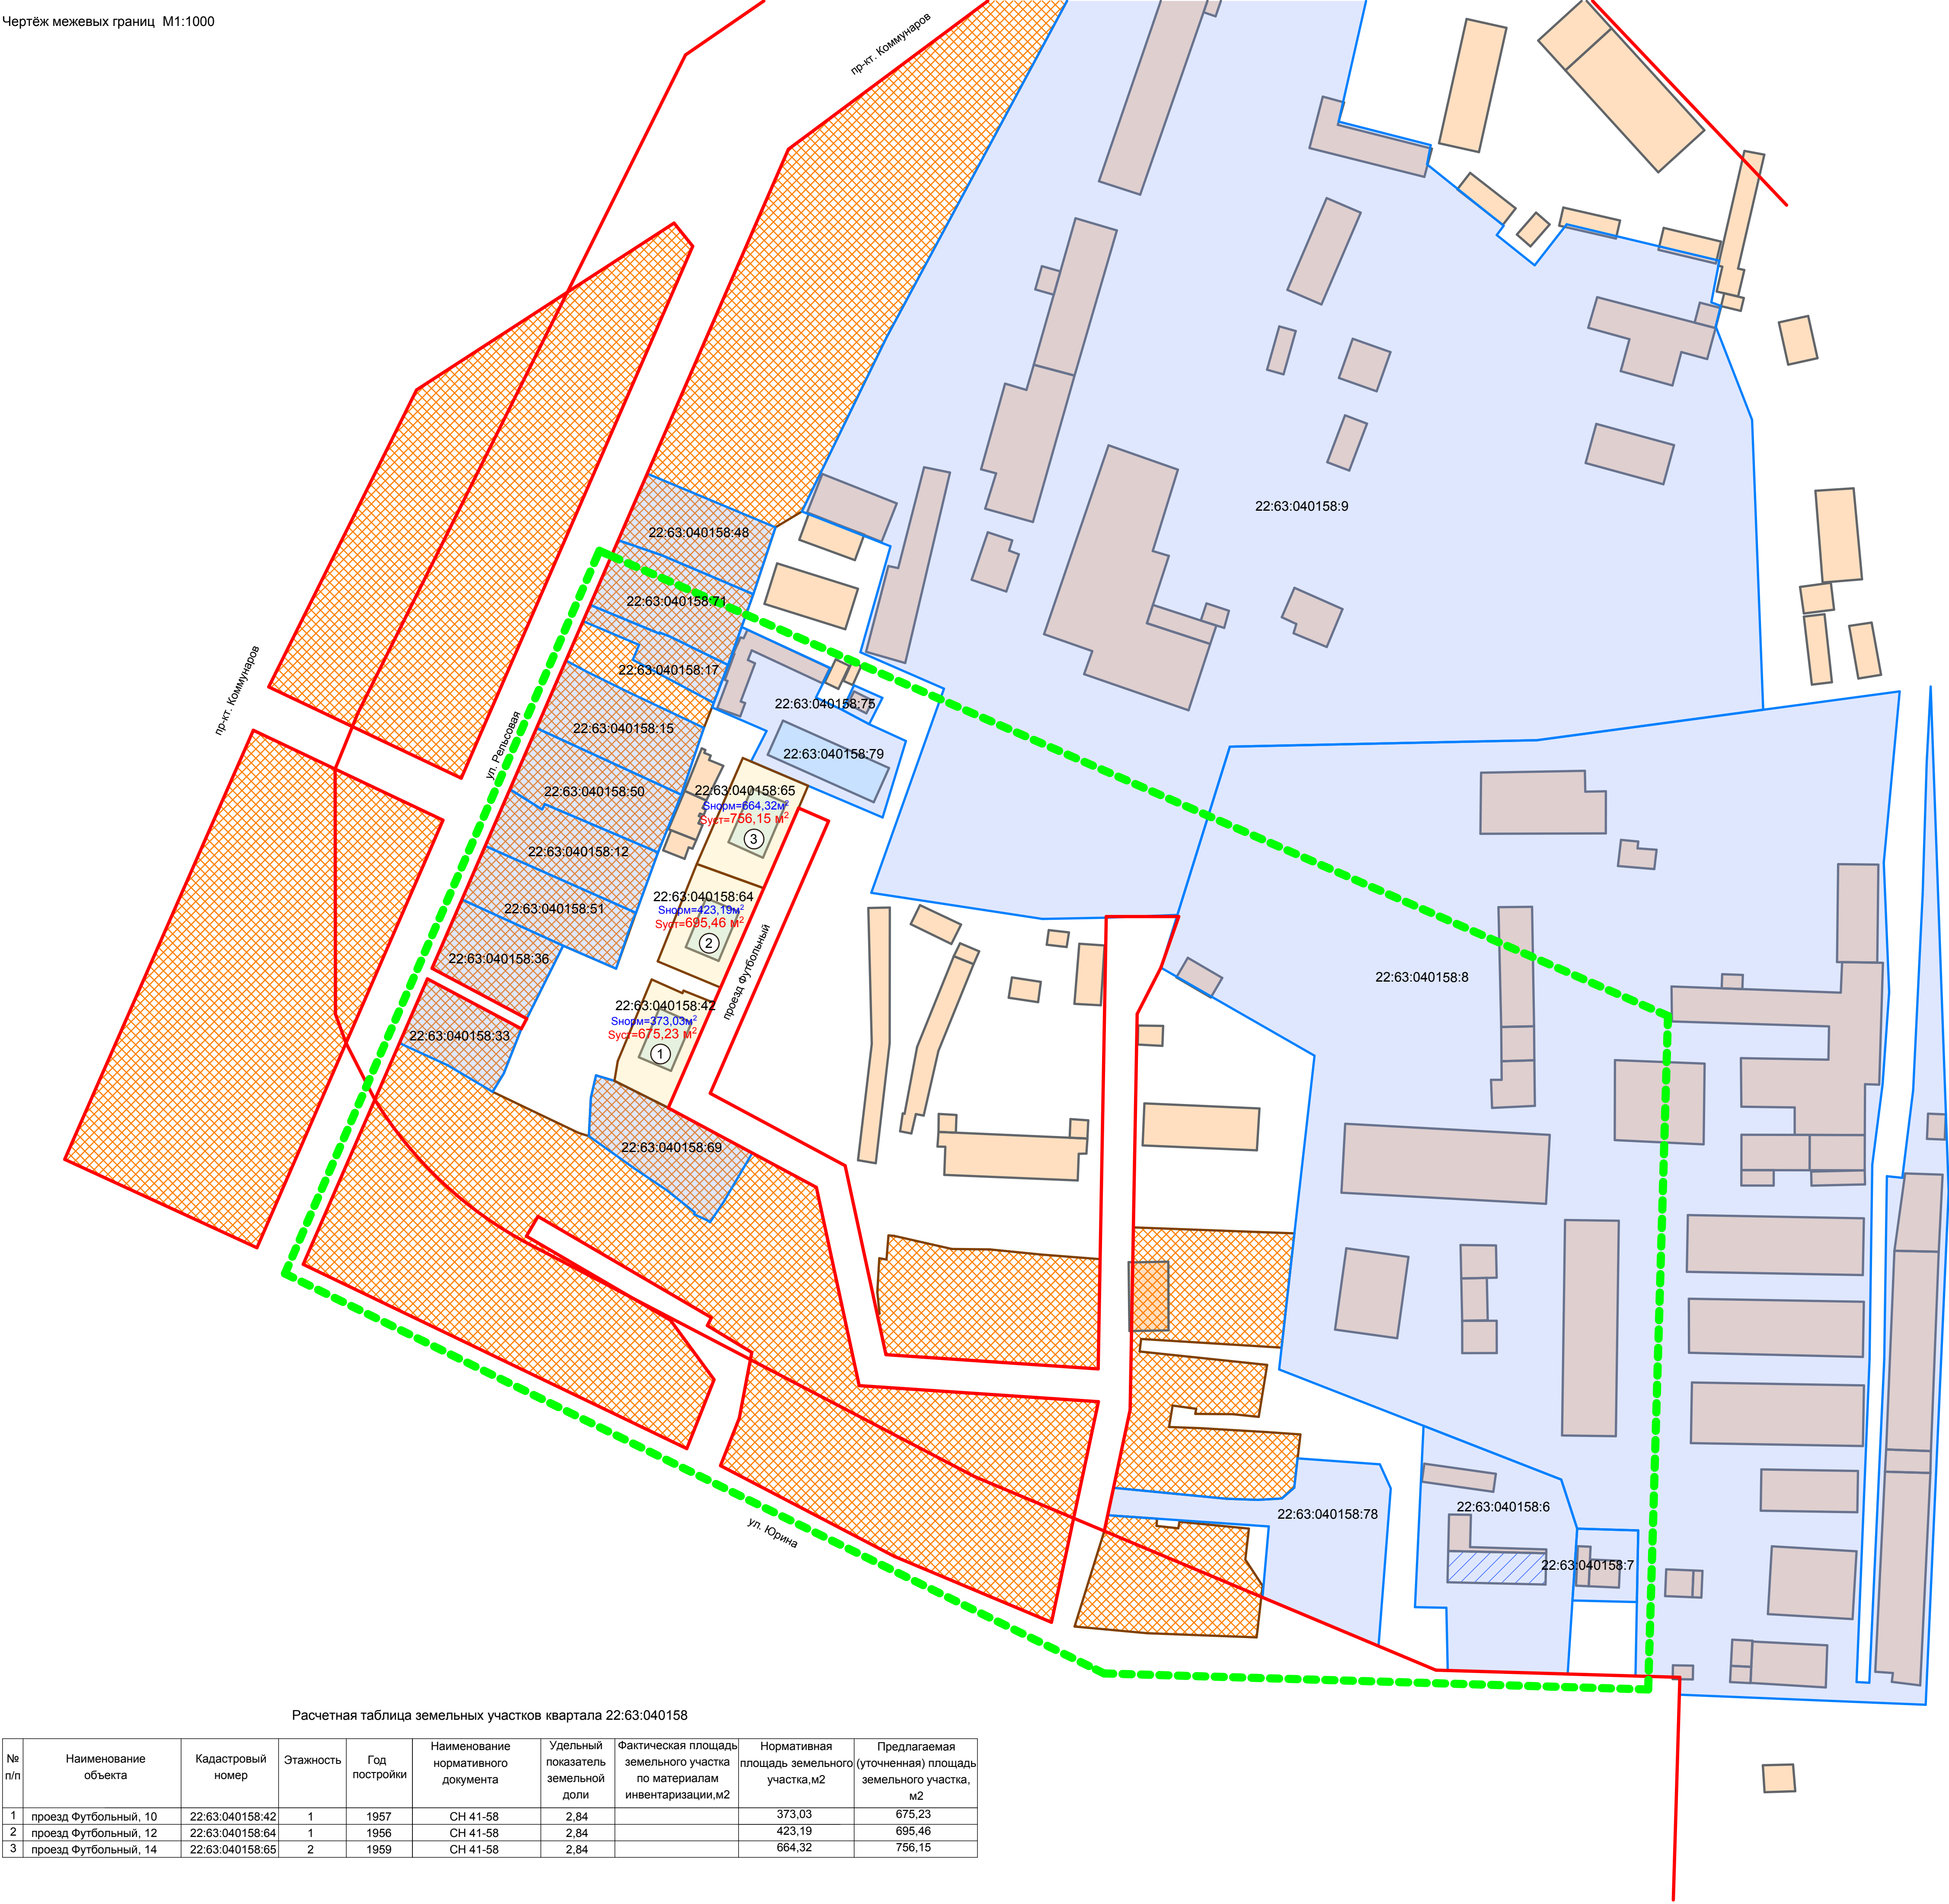 Чертёж межевых границ М1:1000
пр-кт. Коммунаров
22:63:040158:9
22:63:040158:48
22:63:040158:71
22:63:040158:17
пр-кт. Коммунаров
22:63:040158:75
ул. Рельсовая
22:63:040158:15
22:63:040158:79
22:63:040158:50
22:63:040158:65
Sнорм=664,32м²
Sуст=756,15 м²
3
22:63:040158:12
22:63:040158:64
Sнорм=423,19м²
Sуст=695,46 м²
2
22:63:040158:51
22:63:040158:36
проезд Футбольный
22:63:040158:8
22:63:040158:42
Sнорм=373,03м²
Sуст=675,23 м²
1
22:63:040158:33
22:63:040158:69
22:63:040158:6
22:63:040158:78
ул. Юрина
22:63:040158:7
Расчетная таблица земельных участков квартала 22:63:040158
№ п/п
Наименование объекта
Кадастровый номер
Этажность
Год постройки
Наименование нормативного документа
Удельный показатель земельной доли
Фактическая площадь земельного участка по материалам инвентаризации,м2
Нормативная площадь земельного участка,м2
Предлагаемая (уточненная) площадь земельного участка, м2
1 проезд Футбольный, 10 22:63:040158:42 1 1957 СН 41-58 2,84 373,03 675,23
2 проезд Футбольный, 12 22:63:040158:64 1 1956 СН 41-58 2,84 423,19 695,46
3 проезд Футбольный, 14 22:63:040158:65 2 1959 СН 41-58 2,84 664,32 756,15